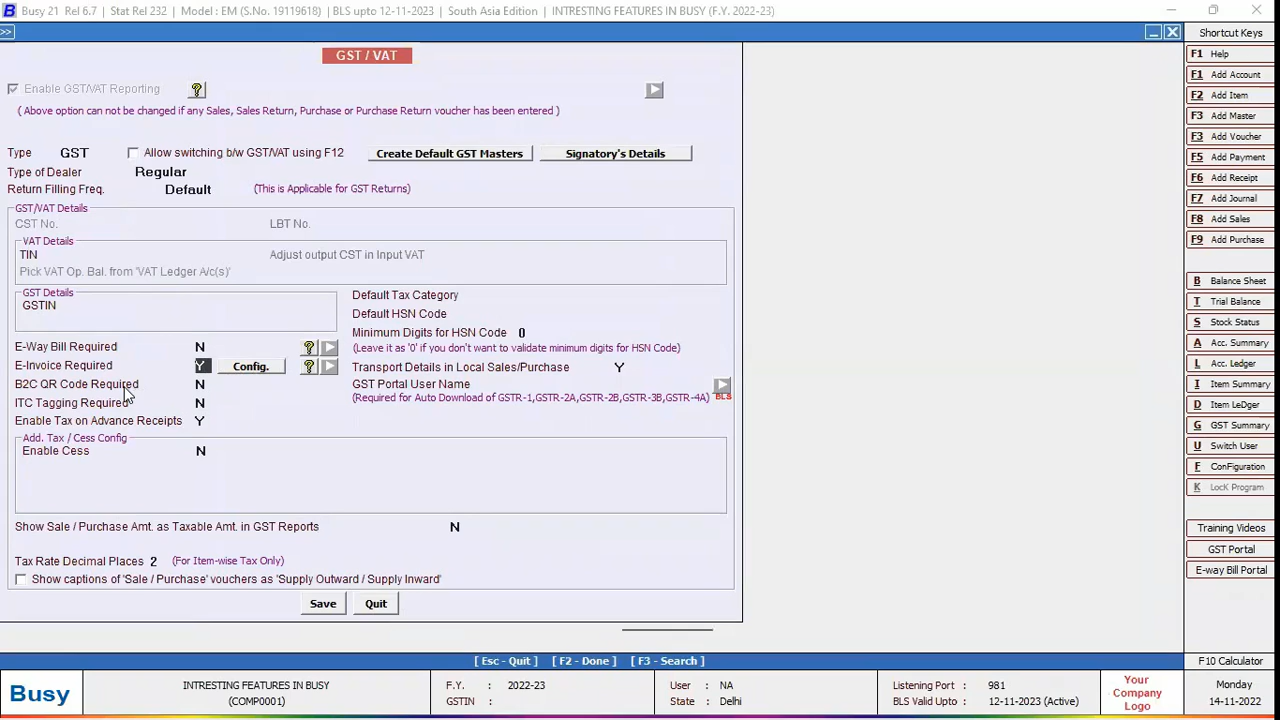 Busy 21 Rel 6.7 | Stat Rel 232 | Model : EM (S.No. 19119618) | BLS upto 12-11-2023 | South Asia Edition | INTRESTING FEATURES IN BUSY(F.Y. 2022-23)
>>
GST / VAT
Enable GST/VAT Reporting ?
( Above option can not be changed if any Sales, Sales Return, Purchase or Purchase Return voucher has been entered )
Type GST Allow switching b/w GST/VAT using F12 Create Default GST Masters Signatory's Details
Type of Dealer Regular
Return Filling Freq. Default (This is Applicable for GST Returns)
GST/VAT Details
CST No. LBT No.
VAT Details
TIN Adjust output CST in Input VAT
Pick VAT Op. Bal. from 'VAT Ledger A/c(s)'
GST Details
GSTIN
Default Tax Category
Default HSN Code
Minimum Digits for HSN Code 0
(Leave it as '0' if you don't want to validate minimum digits for HSN Code)
Transport Details in Local Sales/Purchase Y
GST Portal User Name
(Required for Auto Download of GSTR-1,GSTR-2A,GSTR-2B,GSTR-3B,GSTR-4A) BLS
E-Way Bill Required N ?
E-Invoice Required Y Config. ?
B2C QR Code Required N
ITC Tagging Required N
Enable Tax on Advance Receipts Y
Add. Tax / Cess Config
Enable Cess N
Show Sale / Purchase Amt. as Taxable Amt. in GST Reports N
Tax Rate Decimal Places 2 (For Item-wise Tax Only)
Show captions of 'Sale / Purchase' vouchers as 'Supply Outward / Supply Inward'
Save Quit
Shortcut Keys
F1 Help
F1 Add Account
F2 Add Item
F3 Add Master
F3 Add Voucher
F5 Add Payment
F6 Add Receipt
F7 Add Journal
F8 Add Sales
F9 Add Purchase
B Balance Sheet
T Trial Balance
S Stock Status
A Acc. Summary
L Acc. Ledger
I Item Summary
D Item LeDger
G GST Summary
U Switch User
F ConFiguration
K LocK Program
Training Videos
GST Portal
E-way Bill Portal
[ Esc - Quit ] [ F2 - Done ] [ F3 - Search ]
F10 Calculator
Busy
INTRESTING FEATURES IN BUSY
(COMP0001)
F.Y. : 2022-23
GSTIN :
User : NA
State : Delhi
Listening Port : 981
BLS Valid Upto : 12-11-2023 (Active)
Your
Company
Logo
Monday
14-11-2022